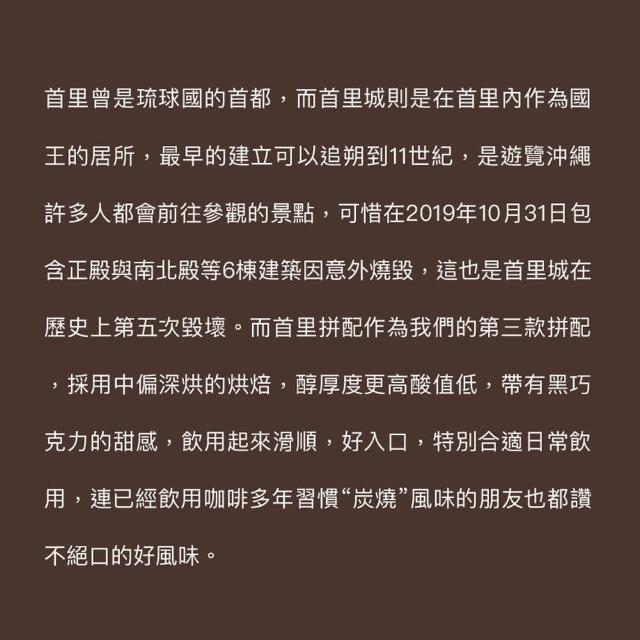 首里曾是琉球國的首都，而首里城則是在首里內作為國
王的居所，最早的建立可以追朔到11世紀，是遊覽沖繩
許多人都會前往參觀的景點，可惜在2019年10月31日包
含正殿與南北殿等6棟建築因意外燒毀，這也是首里城在
歷史上第五次毀壞。而首里拼配作為我們的第三款拼配
，採用中偏深烘的烘焙，醇厚度更高酸值低，帶有黑巧
克力的甜感，飲用起來滑順，好入口，特別合適日常飲
用，連已經飲用咖啡多年習慣“炭燒”風味的朋友也都讚
不絕口的好風味。